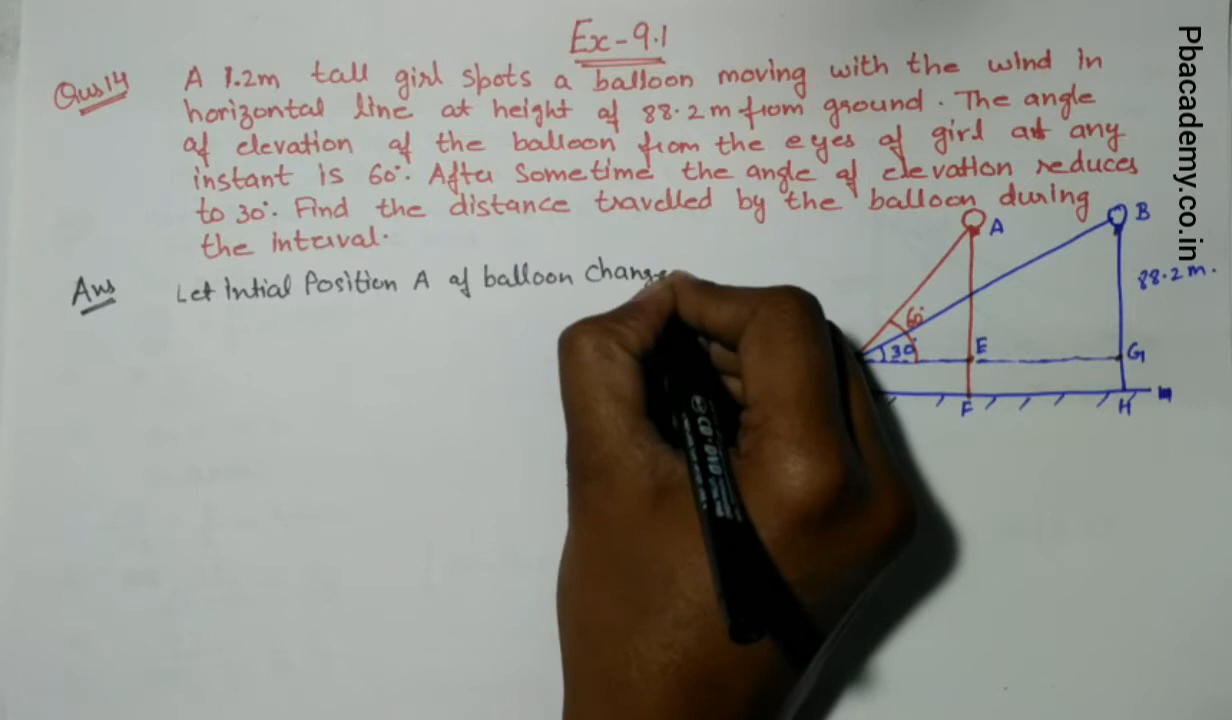 Ex-9.1
Qus14 A 1.2m tall girl spots a balloon moving with the wind in
horizontal line at height of 88.2 m from ground. The angle
of elevation of the balloon from the eyes of girl at any
instant is 60°. After Sometime the angle of elevation reduces
to 30°. Find the distance travelled by the balloon during
the interval.
Ans Let Intial Position A of balloon Change
A
B
88.2 m.
60°
30°
E
G
F
H
Pbacademy.co.in